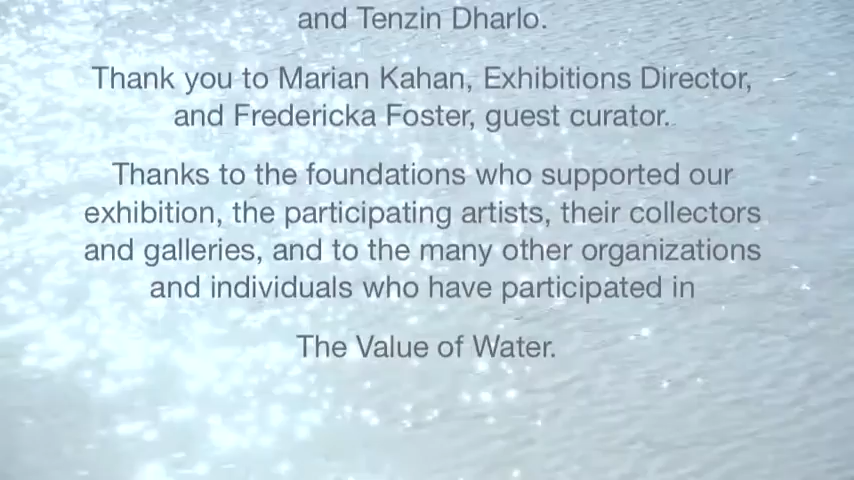 and Tenzin Dharlo.
Thank you to Marian Kahan, Exhibitions Director,
and Fredericka Foster, guest curator.
Thanks to the foundations who supported our
exhibition, the participating artists, their collectors
and galleries, and to the many other organizations
and individuals who have participated in
The Value of Water.